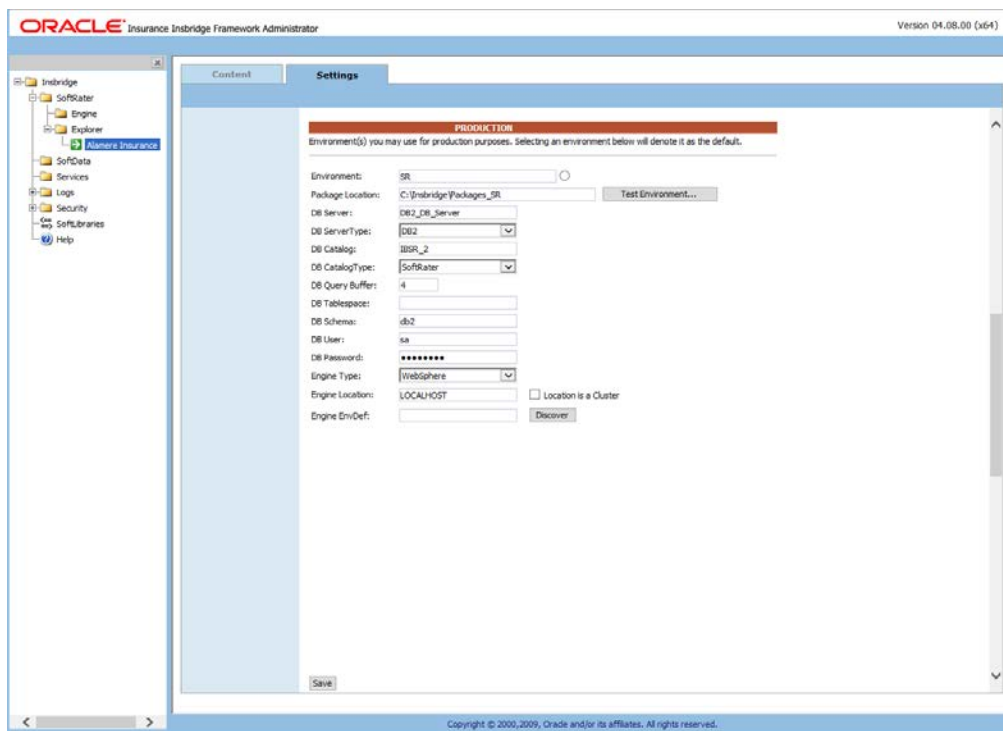 ORACLE Insurance Insbridge Framework Administrator
Version 04.08.00 (x64)
Insbridge
SoftRater
Engine
Explorer
Alamere Insurance
SoftData
Services
Logs
Security
SoftLibraries
Help
Content
Settings
PRODUCTION
Environment(s) you may use for production purposes. Selecting an environment below will denote it as the default.
Environment: SR
Package Location: C:\Insbridge\Packages_SR Test Environment...
DB Server: DB2_DB_Server
DB ServerType: DB2
DB Catalog: IBSR_2
DB CatalogType: SoftRater
DB Query Buffer: 4
DB Tablespace:
DB Schema: db2
DB User: sa
DB Password: ••••••••
Engine Type: WebSphere
Engine Location: LOCALHOST Location is a Cluster
Engine EnvDef: Discover
Save
Copyright © 2000,2009, Oracle and/or its affiliates. All rights reserved.